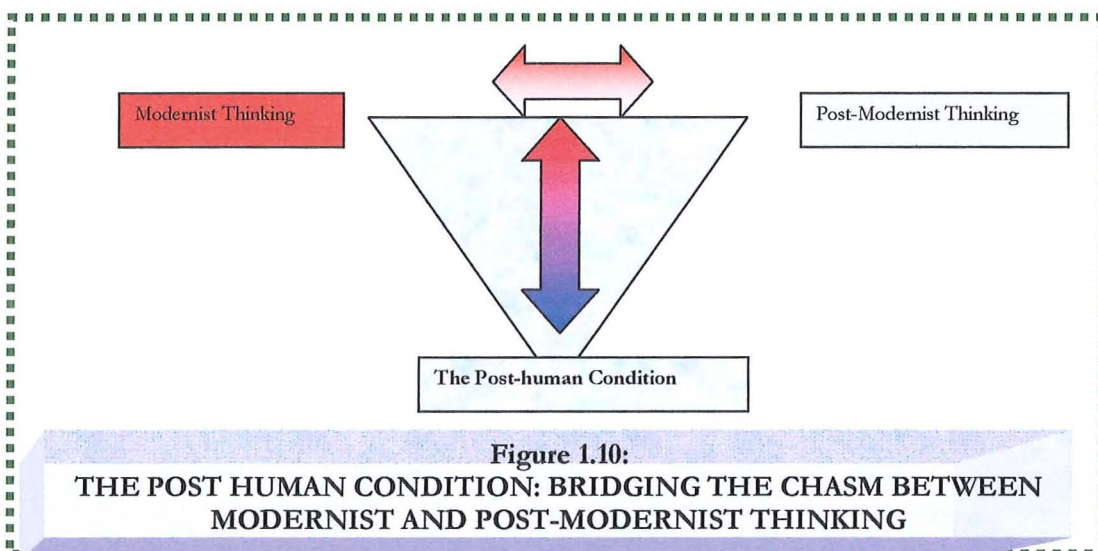 Modernist Thinking
Post-Modernist Thinking
The Post-human Condition
Figure 1.10:
THE POST HUMAN CONDITION: BRIDGING THE CHASM BETWEEN
MODERNIST AND POST-MODERNIST THINKING